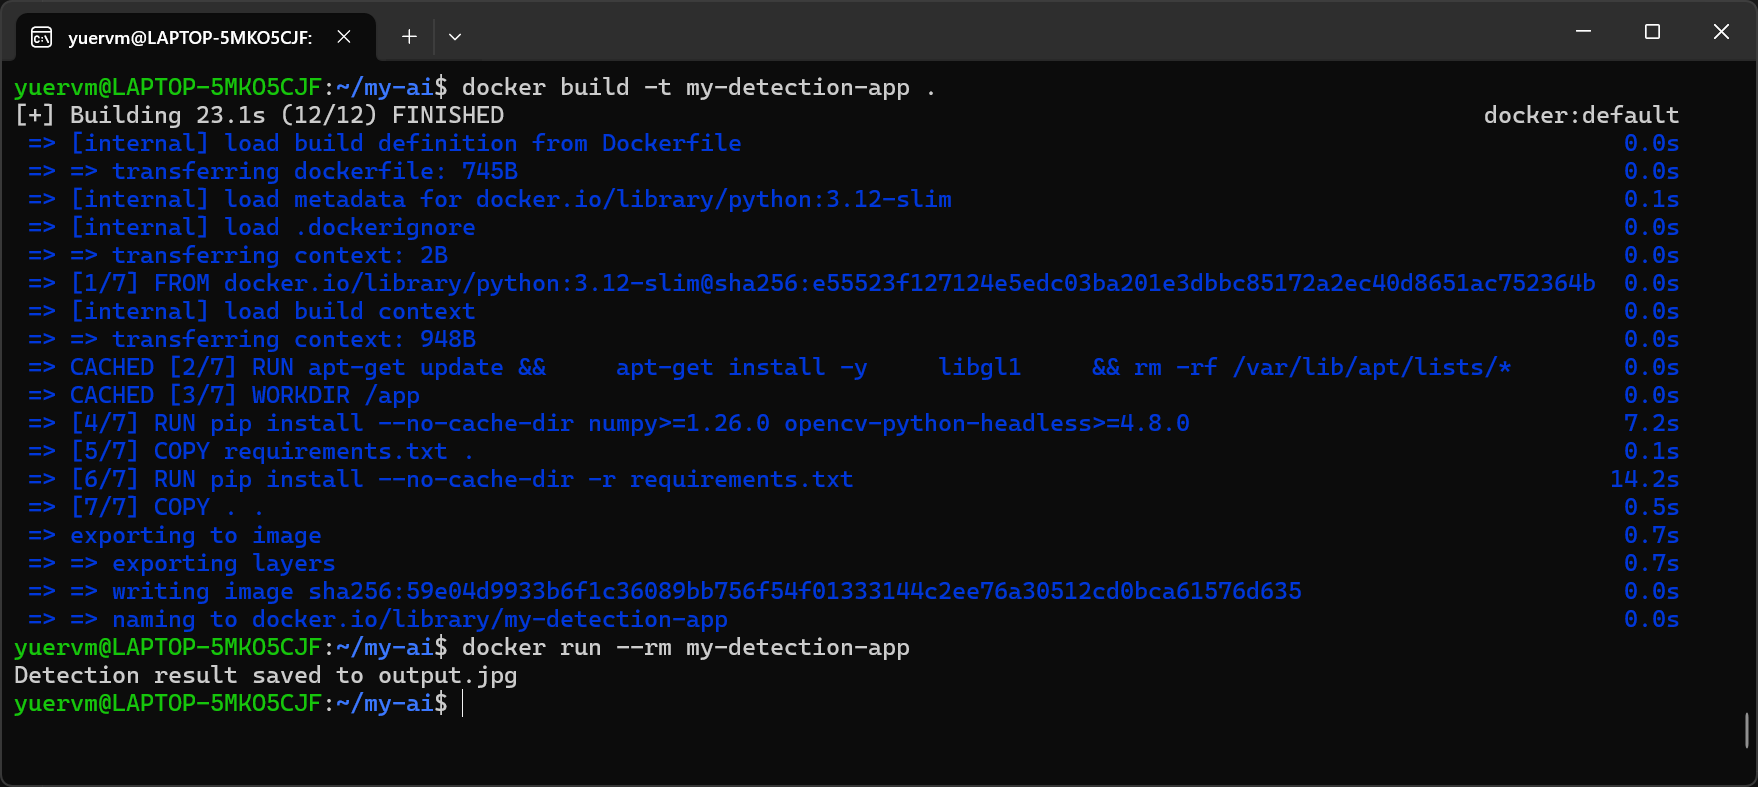 yuervm@LAPTOP-5MKO5CJF:
yuervm@LAPTOP-5MKO5CJF:~/my-ai$ docker build -t my-detection-app .
[+] Building 23.1s (12/12) FINISHED docker:default
=> [internal] load build definition from Dockerfile 0.0s
=> => transferring dockerfile: 745B 0.0s
=> [internal] load metadata for docker.io/library/python:3.12-slim 0.1s
=> [internal] load .dockerignore 0.0s
=> => transferring context: 2B 0.0s
=> [1/7] FROM docker.io/library/python:3.12-slim@sha256:e55523f127124e5edc03ba201e3dbbc85172a2ec40d8651ac752364b 0.0s
=> [internal] load build context 0.0s
=> => transferring context: 948B 0.0s
=> CACHED [2/7] RUN apt-get update &&     apt-get install -y     libgl1     && rm -rf /var/lib/apt/lists/* 0.0s
=> CACHED [3/7] WORKDIR /app 0.0s
=> [4/7] RUN pip install --no-cache-dir numpy>=1.26.0 opencv-python-headless>=4.8.0 7.2s
=> [5/7] COPY requirements.txt . 0.1s
=> [6/7] RUN pip install --no-cache-dir -r requirements.txt 14.2s
=> [7/7] COPY . . 0.5s
=> exporting to image 0.7s
=> => exporting layers 0.7s
=> => writing image sha256:59e04d9933b6f1c36089bb756f54f01333144c2ee76a30512cd0bca61576d635 0.0s
=> => naming to docker.io/library/my-detection-app 0.0s
yuervm@LAPTOP-5MKO5CJF:~/my-ai$ docker run --rm my-detection-app
Detection result saved to output.jpg
yuervm@LAPTOP-5MKO5CJF:~/my-ai$